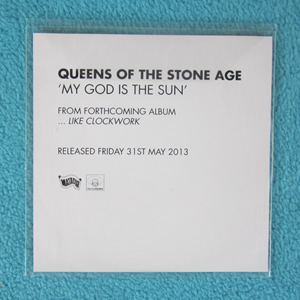 QUEENS OF THE STONE AGE
‘MY GOD IS THE SUN’
FROM FORTHCOMING ALBUM
... LIKE CLOCKWORK
RELEASED FRIDAY 31ST MAY 2013
MATADOR